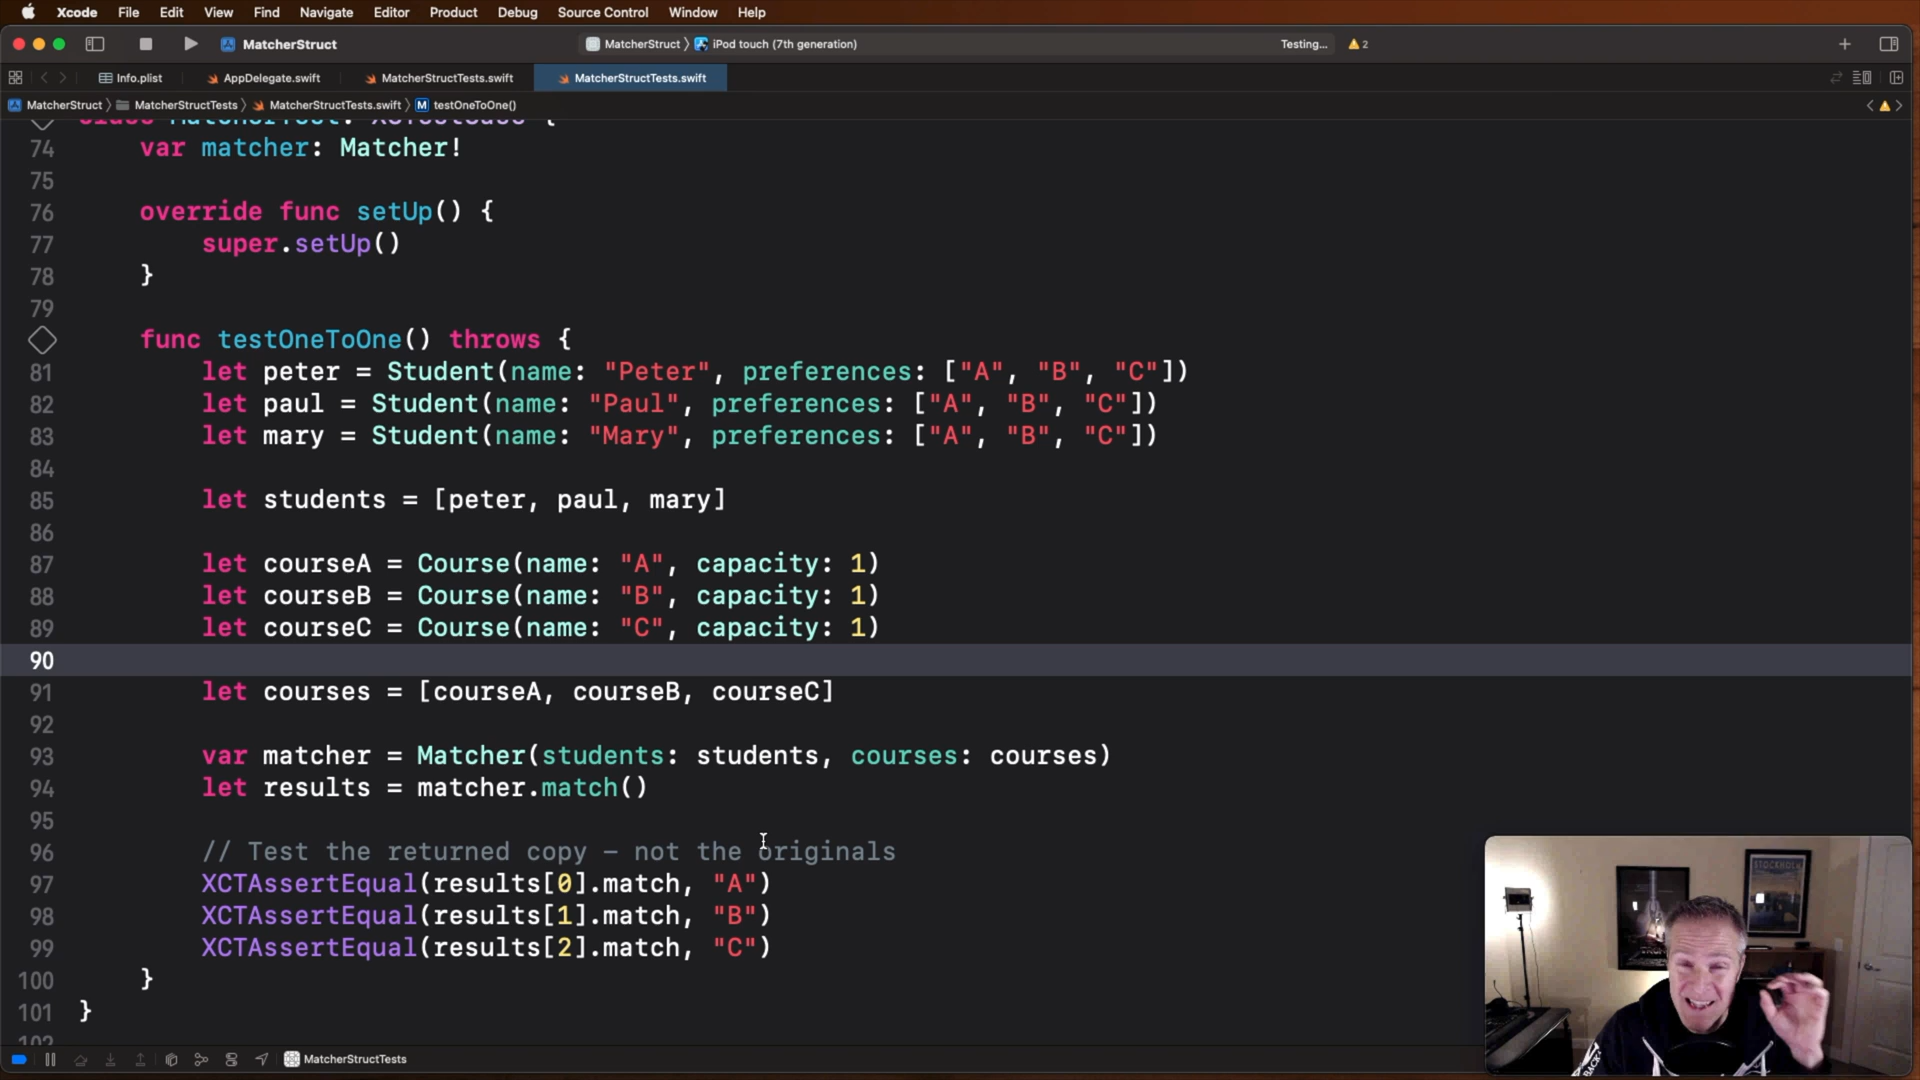 Xcode File Edit View Find Navigate Editor Product Debug Source Control Window Help
MatcherStruct MatcherStruct iPod touch (7th generation) Testing... 2
Info.plist AppDelegate.swift MatcherStructTests.swift MatcherStructTests.swift
MatcherStruct MatcherStructTests MatcherStructTests.swift M testOneToOne()
74 var matcher: Matcher!
75
76 override func setUp() {
77 super.setUp()
78 }
79
func testOneToOne() throws {
81 let peter = Student(name: "Peter", preferences: ["A", "B", "C"])
82 let paul = Student(name: "Paul", preferences: ["A", "B", "C"])
83 let mary = Student(name: "Mary", preferences: ["A", "B", "C"])
84
85 let students = [peter, paul, mary]
86
87 let courseA = Course(name: "A", capacity: 1)
88 let courseB = Course(name: "B", capacity: 1)
89 let courseC = Course(name: "C", capacity: 1)
90
91 let courses = [courseA, courseB, courseC]
92
93 var matcher = Matcher(students: students, courses: courses)
94 let results = matcher.match()
95
96 // Test the returned copy – not the originals
97 XCTAssertEqual(results[0].match, "A")
98 XCTAssertEqual(results[1].match, "B")
99 XCTAssertEqual(results[2].match, "C")
100 }
101 }
MatcherStructTests
STOCKHOLM